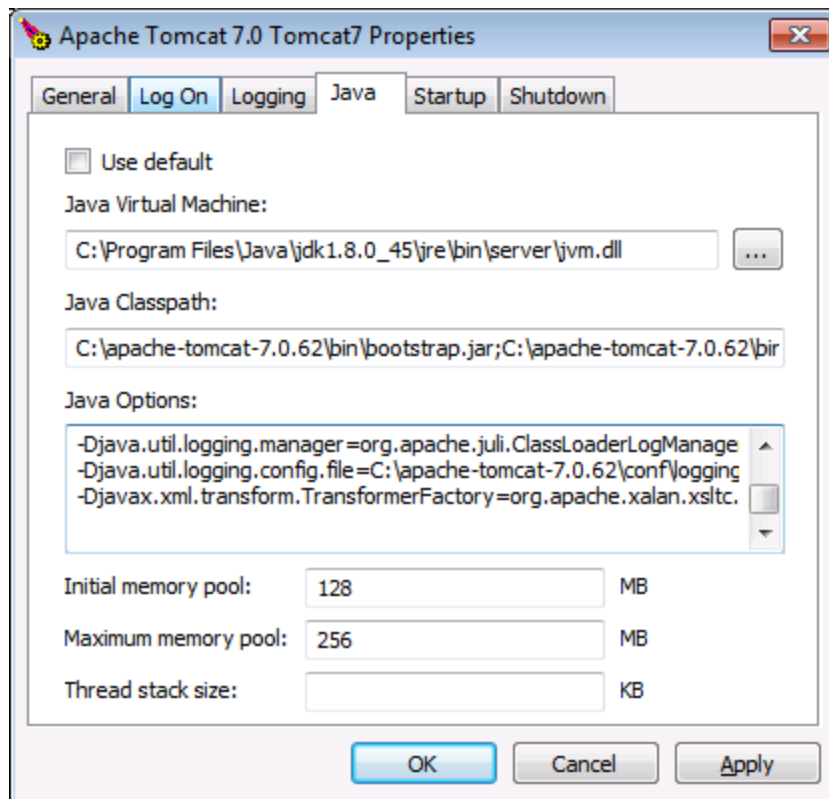 Apache Tomcat 7.0 Tomcat7 Properties
General Log On Logging Java Startup Shutdown
Use default
Java Virtual Machine:
C:\Program Files\Java\jdk1.8.0_45\jre\bin\server\jvm.dll
...
Java Classpath:
C:\apache-tomcat-7.0.62\bin\bootstrap.jar;C:\apache-tomcat-7.0.62\bin
Java Options:
-Djava.util.logging.manager=org.apache.juli.ClassLoaderLogManager
-Djava.util.logging.config.file=C:\apache-tomcat-7.0.62\conf\logging
-Djavax.xml.transform.TransformerFactory=org.apache.xalan.xsltc.
Initial memory pool: 128 MB
Maximum memory pool: 256 MB
Thread stack size: KB
OK Cancel Apply